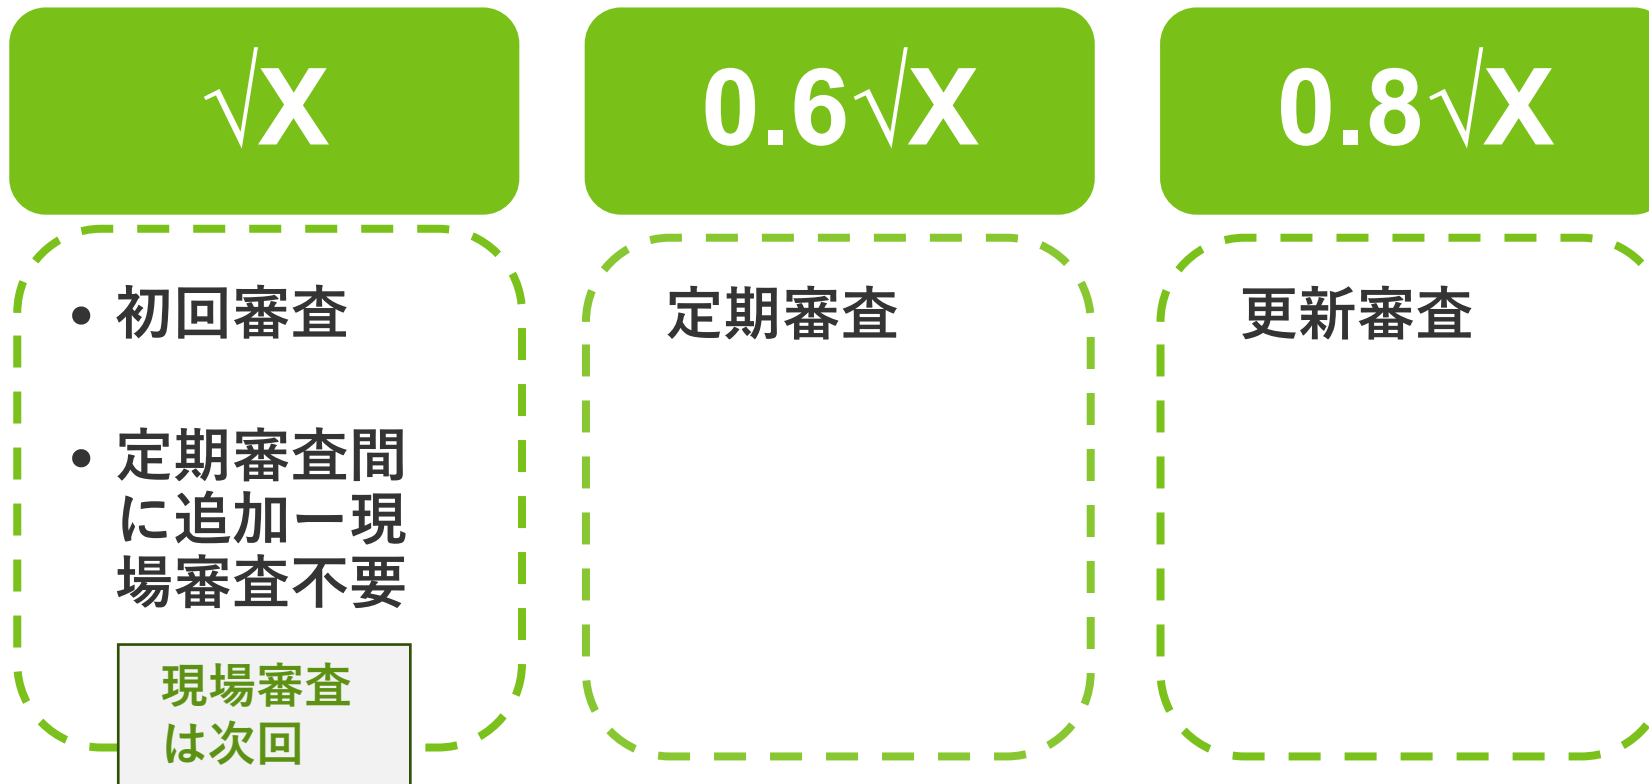 √X
• 初回審査
• 定期審査間
に追加ー現
場審査不要
現場審査
は次回
0.6√X
定期審査
0.8√X
更新審査